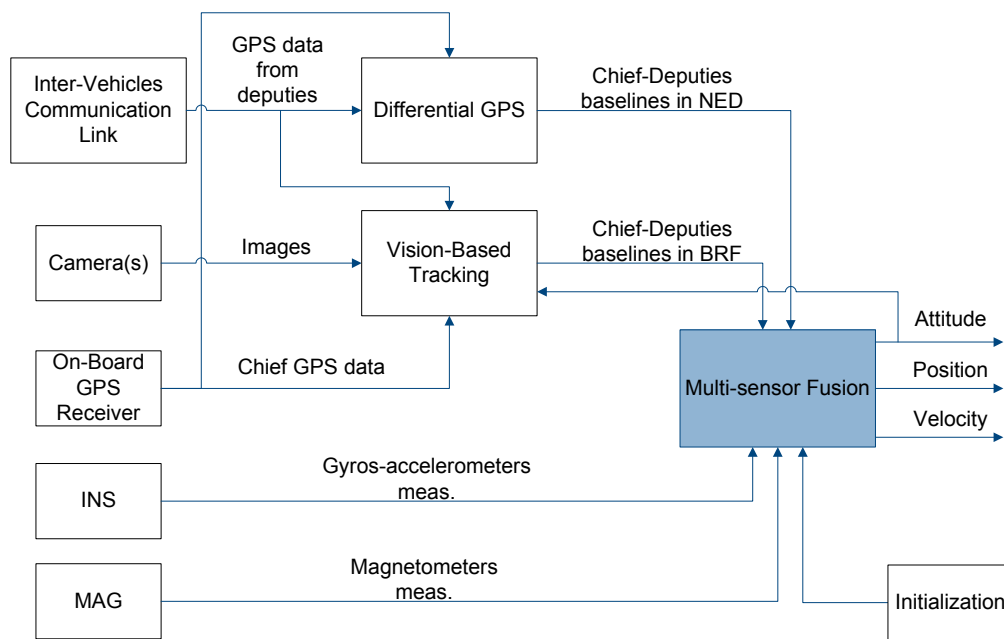 GPS data
from
deputies
Inter-Vehicles
Communication
Link
Differential GPS
Chief-Deputies
baselines in NED
Camera(s)
Images
Vision-Based
Tracking
Chief-Deputies
baselines in BRF
Attitude
On-Board
GPS
Receiver
Chief GPS data
Multi-sensor Fusion
Position
Velocity
INS
Gyros-accelerometers
meas.
MAG
Magnetometers
meas.
Initialization